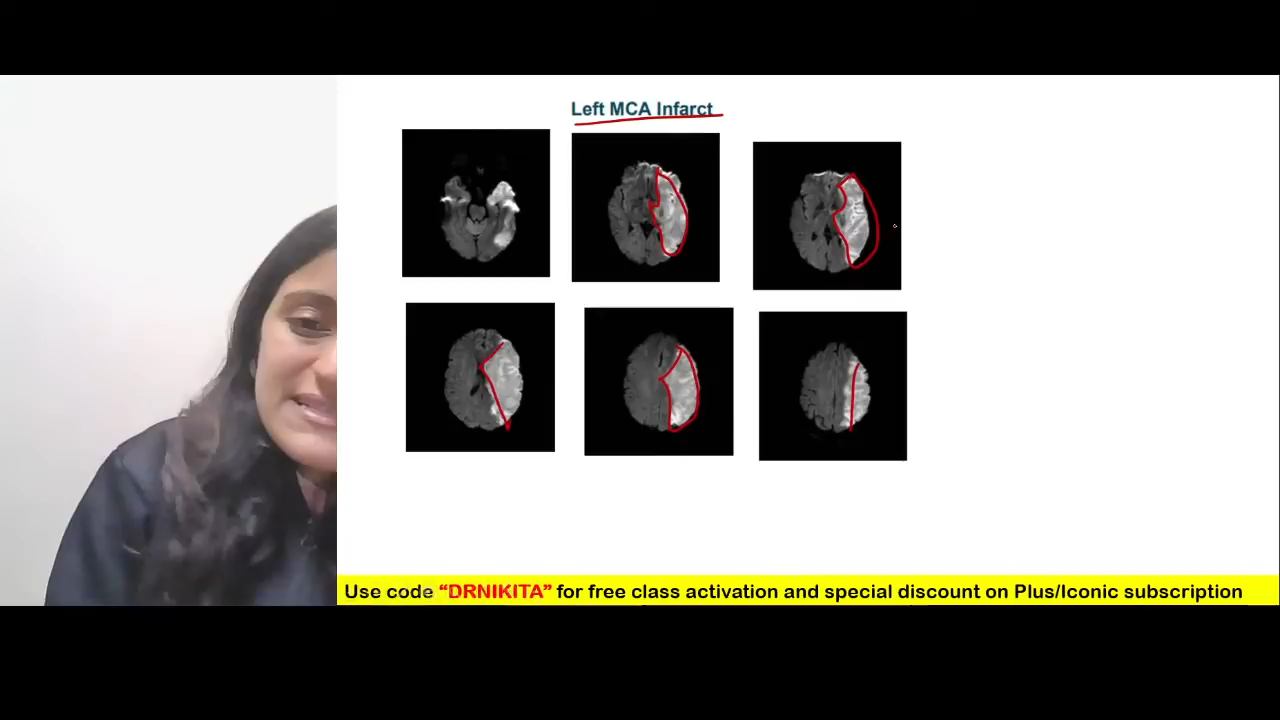 Left MCA Infarct
Use code “DRNIKITA” for free class activation and special discount on Plus/Iconic subscription